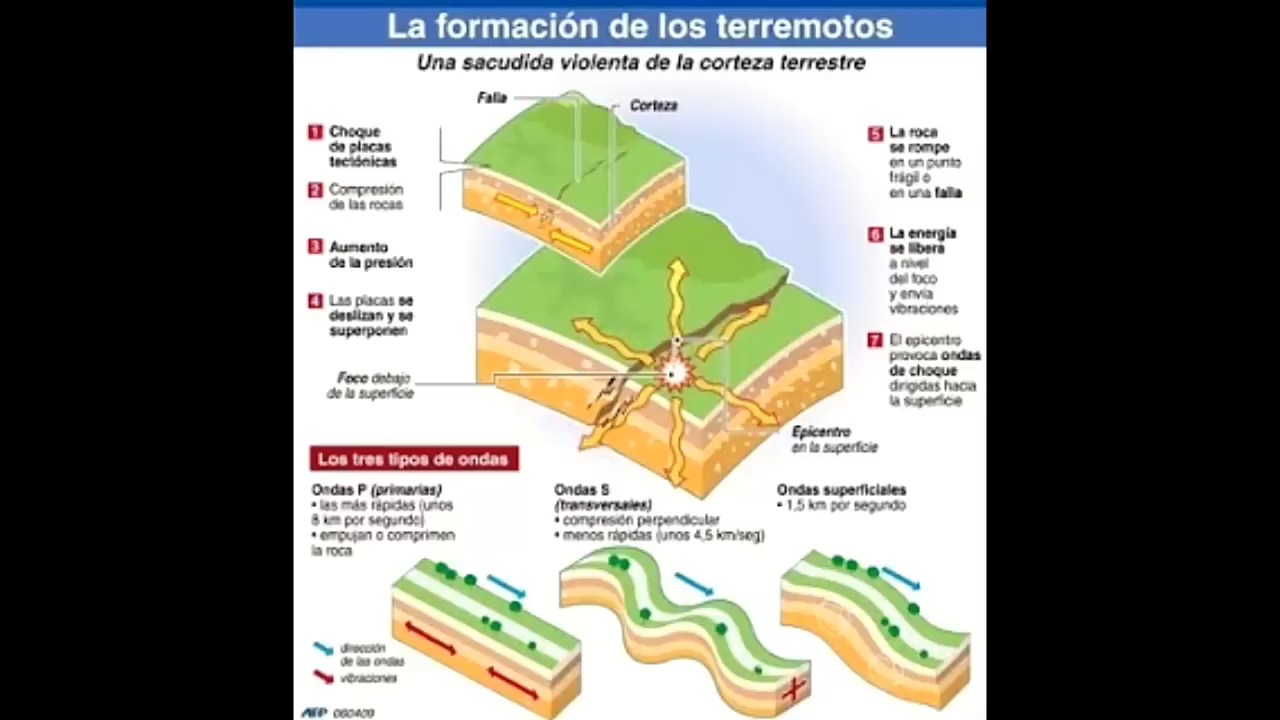 La formación de los terremotos
Una sacudida violenta de la corteza terrestre
Falla
Corteza
1 Choque
de placas
tectónicas
2 Compresión
de las rocas
3 Aumento
de la presión
4 Las placas se
deslizan y se
superponen
Foco debajo
de la superficie
5 La roca
se rompe
en un punto
frágil o
en una falla
6 La energía
se libera
a nivel
del foco
y envía
vibraciones
7 El epicentro
provoca ondas
de choque
dirigidas hacia
la superficie
Epicentro
en la superficie
Los tres tipos de ondas
Ondas P (primarias)
• las más rápidas (unos
8 km por segundo)
• empujan o comprimen
la roca
Ondas S
(transversales)
• compresión perpendicular
• menos rápidas (unos 4,5 km/seg)
Ondas superficiales
• 1,5 km por segundo
dirección
de las ondas
vibraciones
AFP 060409